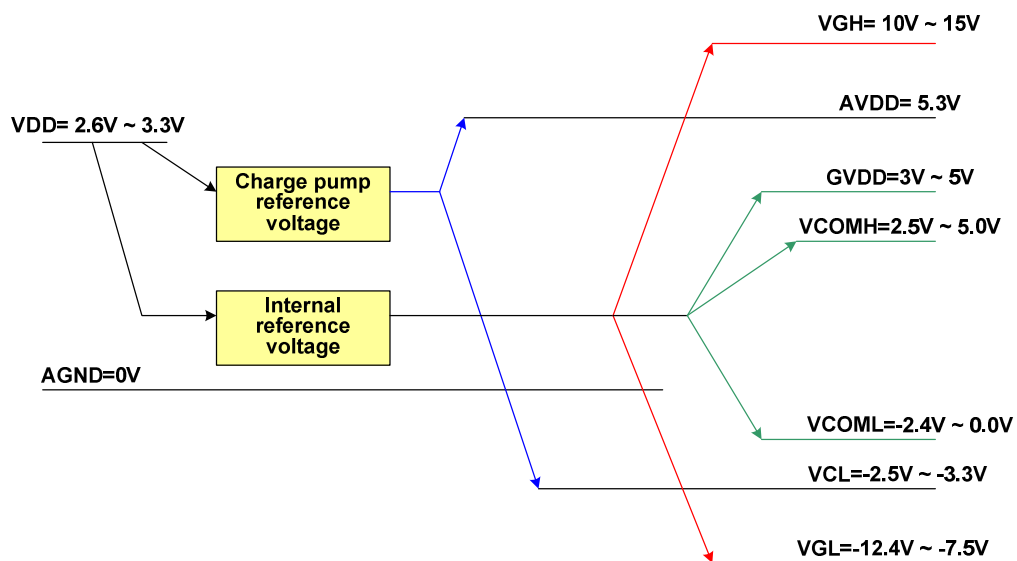 VGH= 10V ~ 15V
AVDD= 5.3V
VDD= 2.6V ~ 3.3V
Charge pump
reference
voltage
GVDD=3V ~ 5V
VCOMH=2.5V ~ 5.0V
Internal
reference
voltage
AGND=0V
VCOML=-2.4V ~ 0.0V
VCL=-2.5V ~ -3.3V
VGL=-12.4V ~ -7.5V